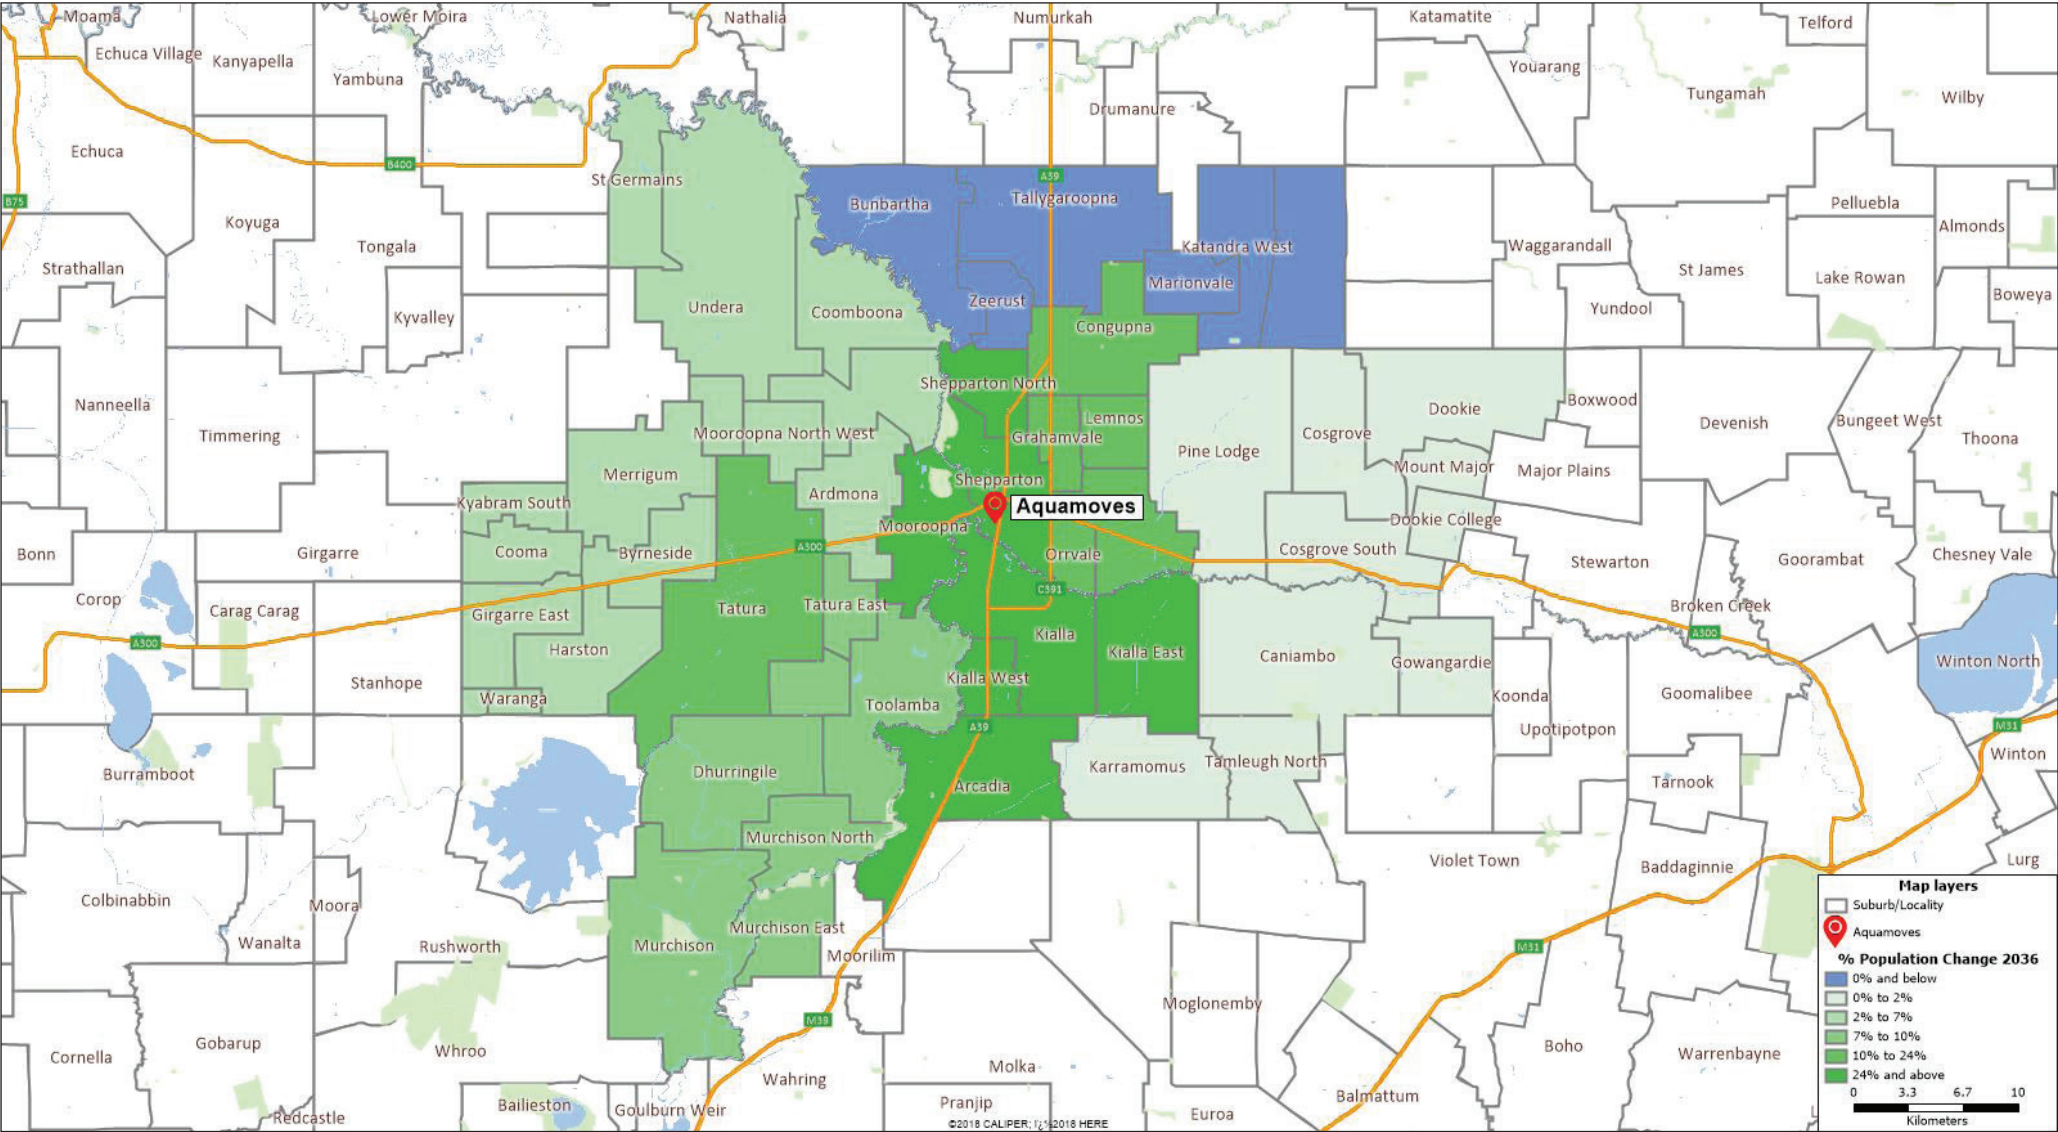 Moama
Lower Moira
Nathalia
Numurkah
Katamatite
Telford
Echuca Village
Kanyapella
Yambuna
Youarang
Tungamah
Wilby
Drumanure
Echuca
B400
A39
St Germains
B75
Bunbartha
Tallygaroopna
Pelluebla
Koyuga
Almonds
Tongala
Katandra West
Waggarandall
Strathallan
St James
Lake Rowan
Marionvale
Boweya
Undera
Coomboona
Zeerust
Yundool
Kyvalley
Congupna
Shepparton North
Nanneella
Boxwood
Dookie
Lemnos
Devenish
Bungeet West
Timmering
Mooroopna North West
Grahamvale
Cosgrove
Thoona
Pine Lodge
Merrigum
Mount Major
Major Plains
Shepparton
Ardmona
Kyabram South
Aquamoves
Mooroopna
Dookie College
Bonn
Girgarre
Cooma
Byrneside
A300
Orrvale
Cosgrove South
Stewarton
Goorambat
Chesney Vale
C391
Corop
Carag Carag
Girgarre East
Tatura
Tatura East
Broken Creek
A300
A300
Kialla
Harston
Kialla East
Caniambo
Gowangardie
Winton North
Stanhope
Kialla West
Waranga
Koonda
Goomalibee
Toolamba
A39
Upotipotpon
M31
Winton
Burramboot
Dhurringile
Karramomus
Tamleugh North
Tarnook
Arcadia
Murchison North
Violet Town
Baddaginnie
Lurg
Colbinabbin
Moora
Murchison East
Wanalta
Rushworth
Murchison
Moorilim
M31
Moglonemby
M39
Gobarup
Whroo
Boho
Warrenbayne
Cornella
Molka
Wahring
Balmattum
Bailieston
Goulburn Weir
Pranjip
Euroa
Redcastle
©2018 CALIPER; ï¿½2018 HERE
Map layers
Suburb/Locality
Aquamoves
% Population Change 2036
0% and below
0% to 2%
2% to 7%
7% to 10%
10% to 24%
24% and above
0 3.3 6.7 10
Kilometers